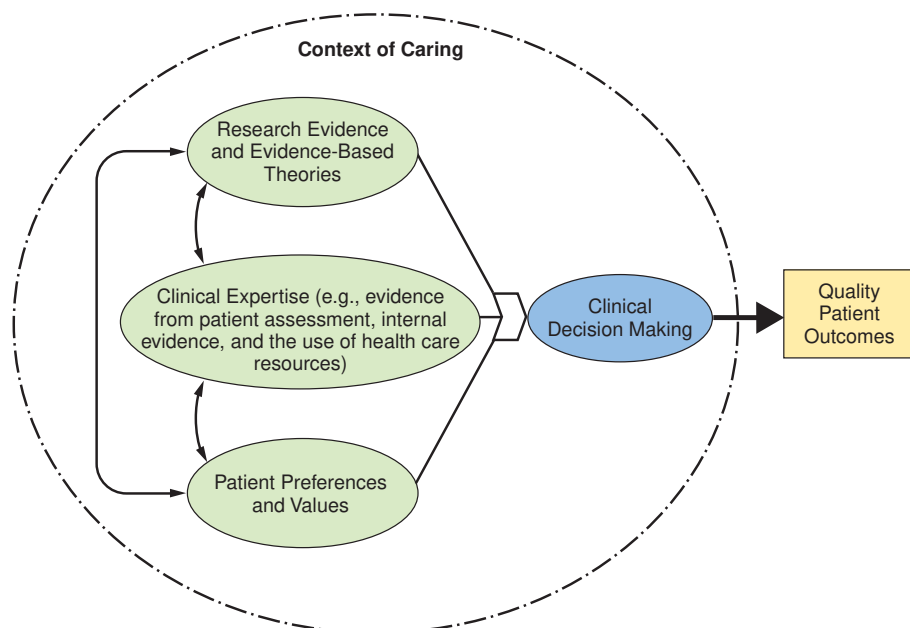 Context of Caring
Research Evidence
and Evidence-Based
Theories
Clinical Expertise (e.g., evidence
from patient assessment, internal
evidence, and the use of health care
resources)
Patient Preferences
and Values
Clinical
Decision Making
Quality
Patient
Outcomes